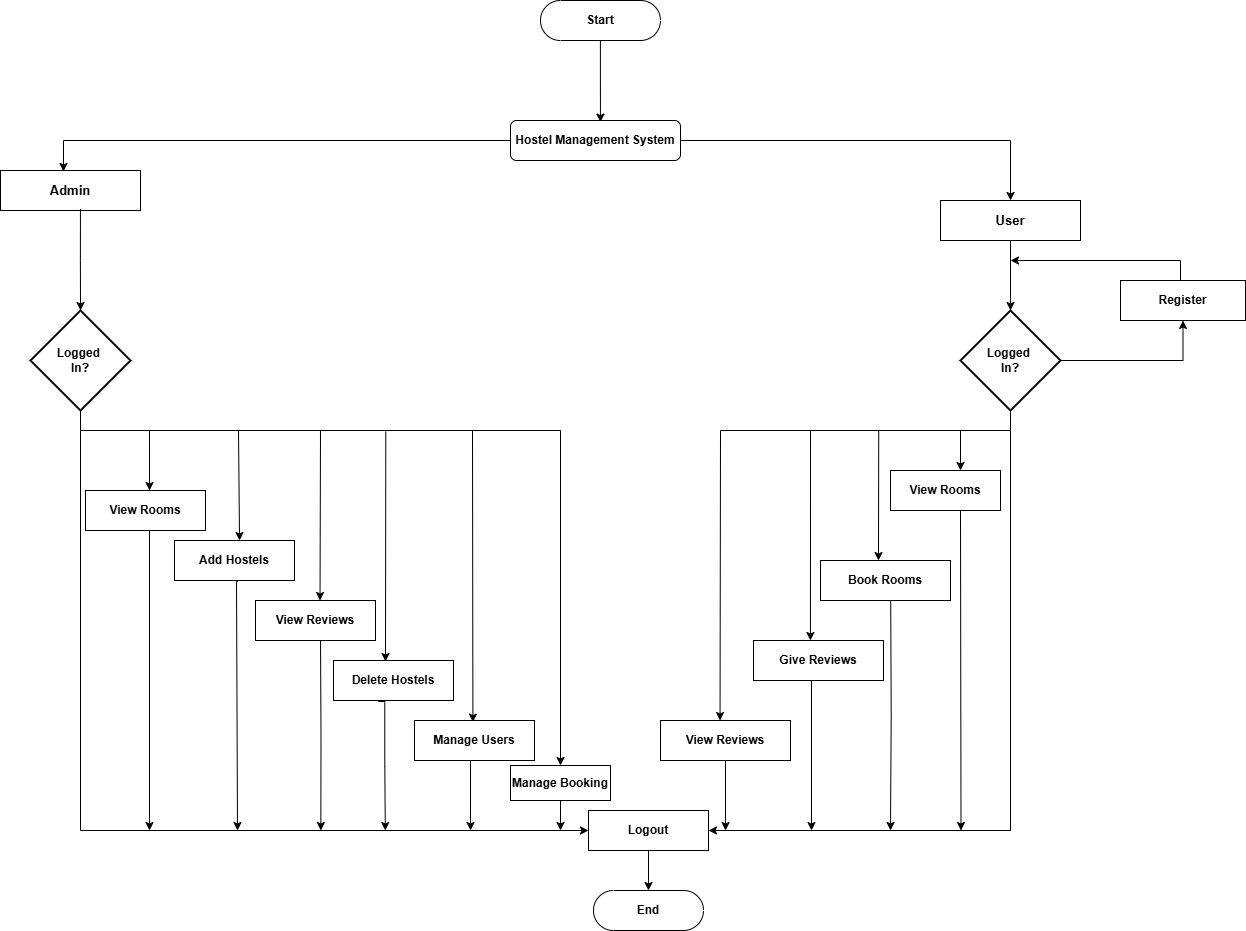 Start
Hostel Management System
Admin
User
Register
Logged
In?
Logged
In?
View Rooms
View Rooms
Add Hostels
Book Rooms
View Reviews
Give Reviews
Delete Hostels
Manage Users
View Reviews
Manage Booking
Logout
End